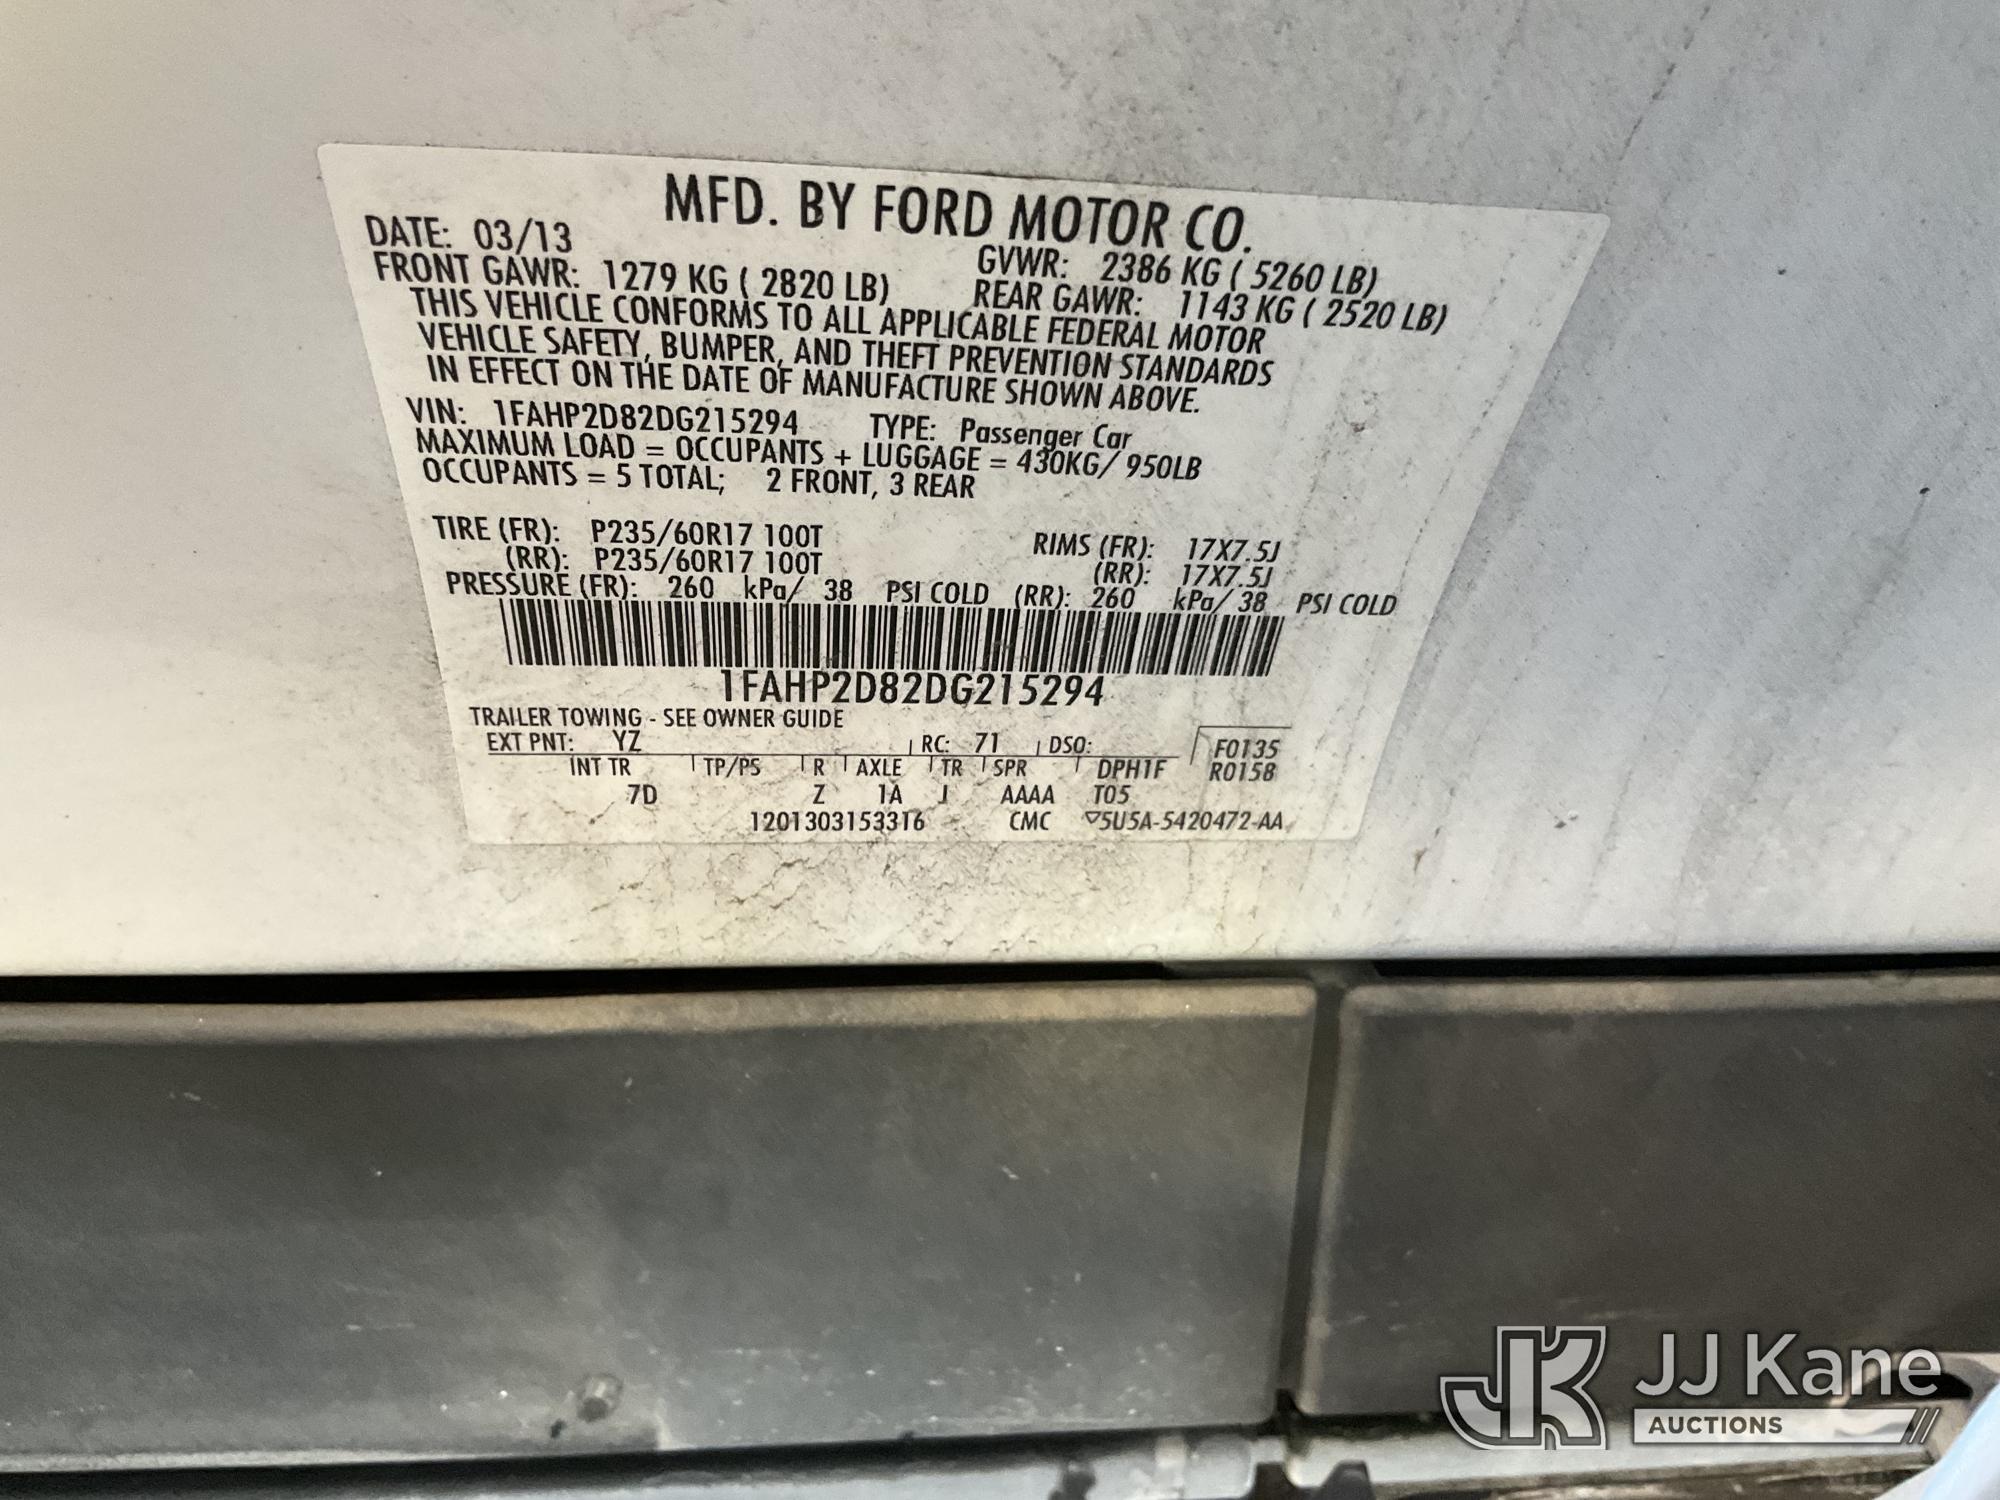 MFD. BY FORD MOTOR CO.
DATE: 03/13 GVWR: 2386 KG ( 5260 LB)
FRONT GAWR: 1279 KG ( 2820 LB) REAR GAWR: 1143 KG ( 2520 LB)
THIS VEHICLE CONFORMS TO ALL APPLICABLE FEDERAL MOTOR
VEHICLE SAFETY, BUMPER, AND THEFT PREVENTION STANDARDS
IN EFFECT ON THE DATE OF MANUFACTURE SHOWN ABOVE.
VIN: 1FAHP2D82DG215294 TYPE: Passenger Car
MAXIMUM LOAD = OCCUPANTS + LUGGAGE = 430KG/ 950LB
OCCUPANTS = 5 TOTAL; 2 FRONT, 3 REAR
TIRE (FR): P235/60R17 100T RIMS (FR): 17X7.5J
(RR): P235/60R17 100T (RR): 17X7.5J
PRESSURE (FR): 260 kPa/ 38 PSI COLD (RR): 260 kPa/ 38 PSI COLD
1FAHP2D82DG215294
TRAILER TOWING - SEE OWNER GUIDE
EXT PNT: YZ RC: 71 DSO: F0135
INT TR TP/PS R AXLE TR SPR DPH1F R0158
7D Z 1A J AAAA T05
1201303153316 CMC ▽5U5A-5420472-AA
JK JJ Kane
AUCTIONS